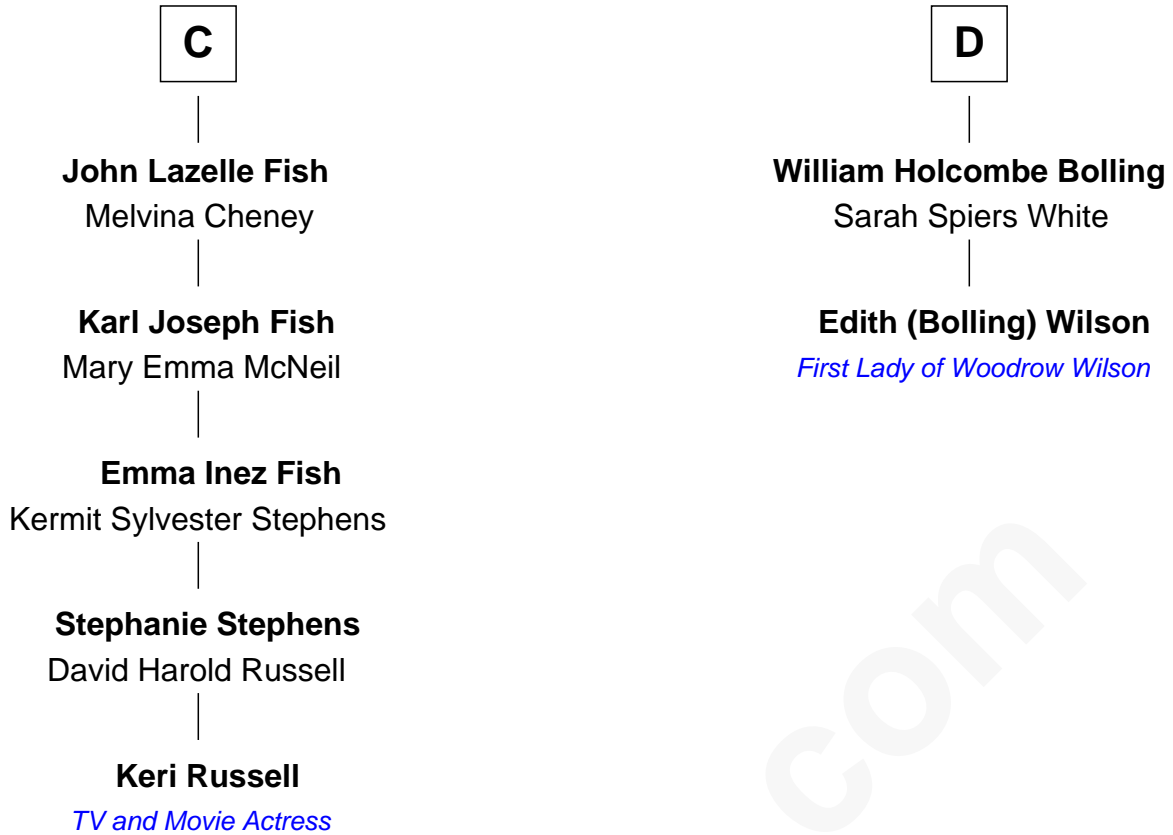 C
John Lazelle Fish
Melvina Cheney
Karl Joseph Fish
Mary Emma McNeil
Emma Inez Fish
Kermit Sylvester Stephens
Stephanie Stephens
David Harold Russell
Keri Russell
TV and Movie Actress
D
William Holcombe Bolling
Sarah Spiers White
Edith (Bolling) Wilson
First Lady of Woodrow Wilson
com